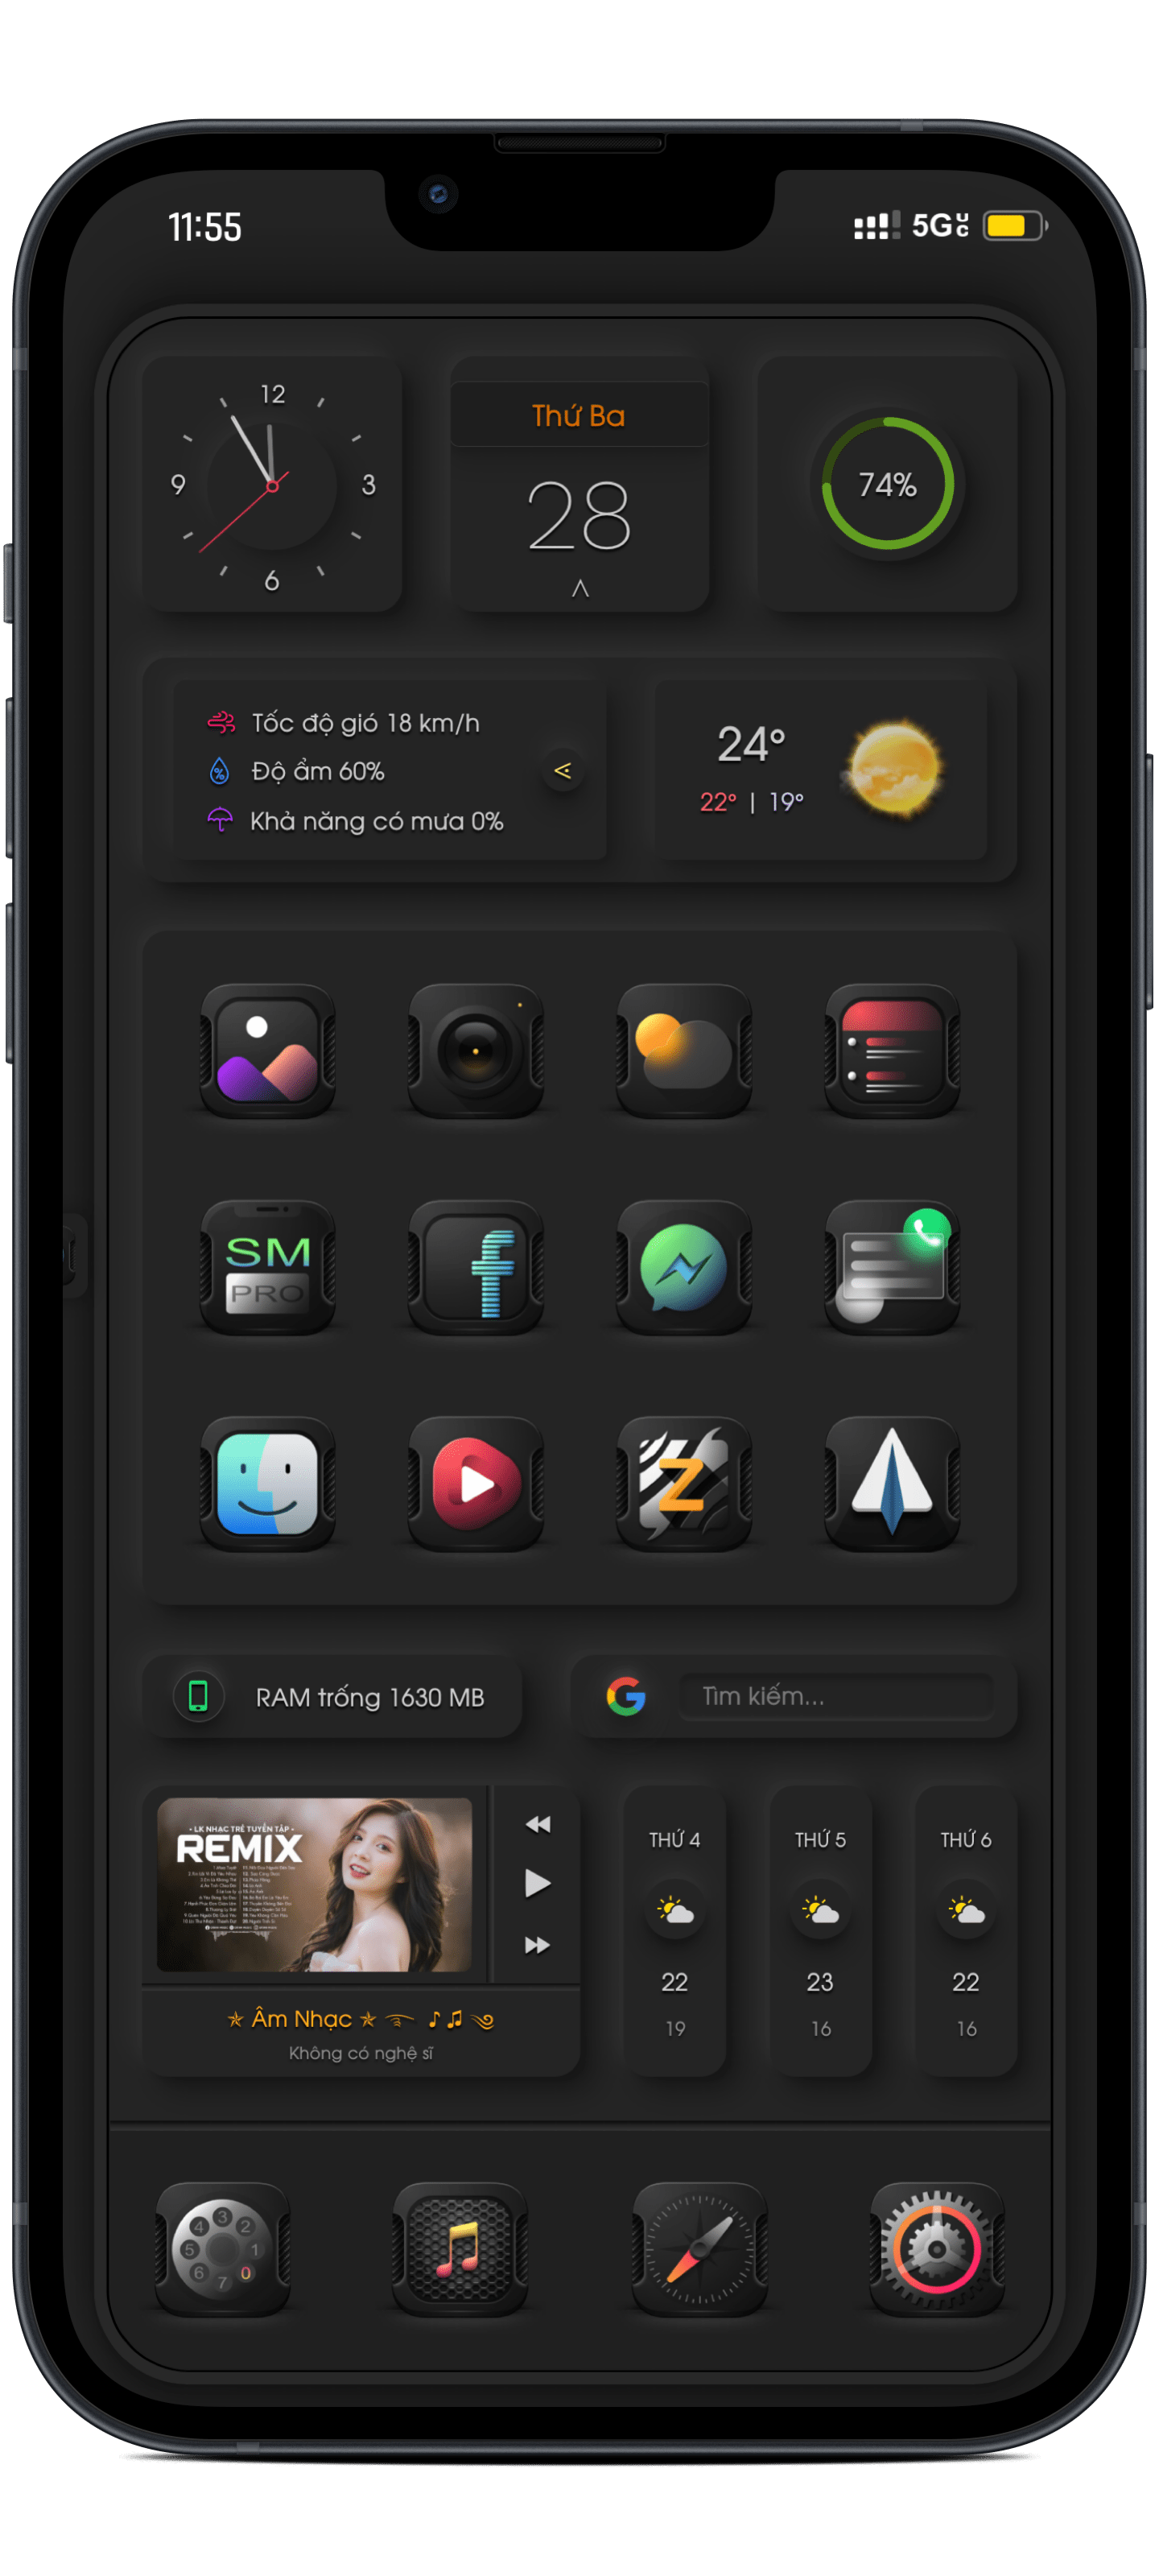 11:55
5G UC
12
9
3
6
Thứ Ba
28
74%
Tốc độ gió 18 km/h
Độ ẩm 60%
Khả năng có mưa 0%
24°
22° | 19°
SM
PRO
f
Z
RAM trống 1630 MB
G
Tìm kiếm...
• LK NHẠC TRẺ TUYỂN TẬP •
REMIX
THỨ 4
THỨ 5
THỨ 6
22
23
22
19
16
16
Âm Nhạc
Không có nghệ sĩ
3
4
2
5
1
6
0
7